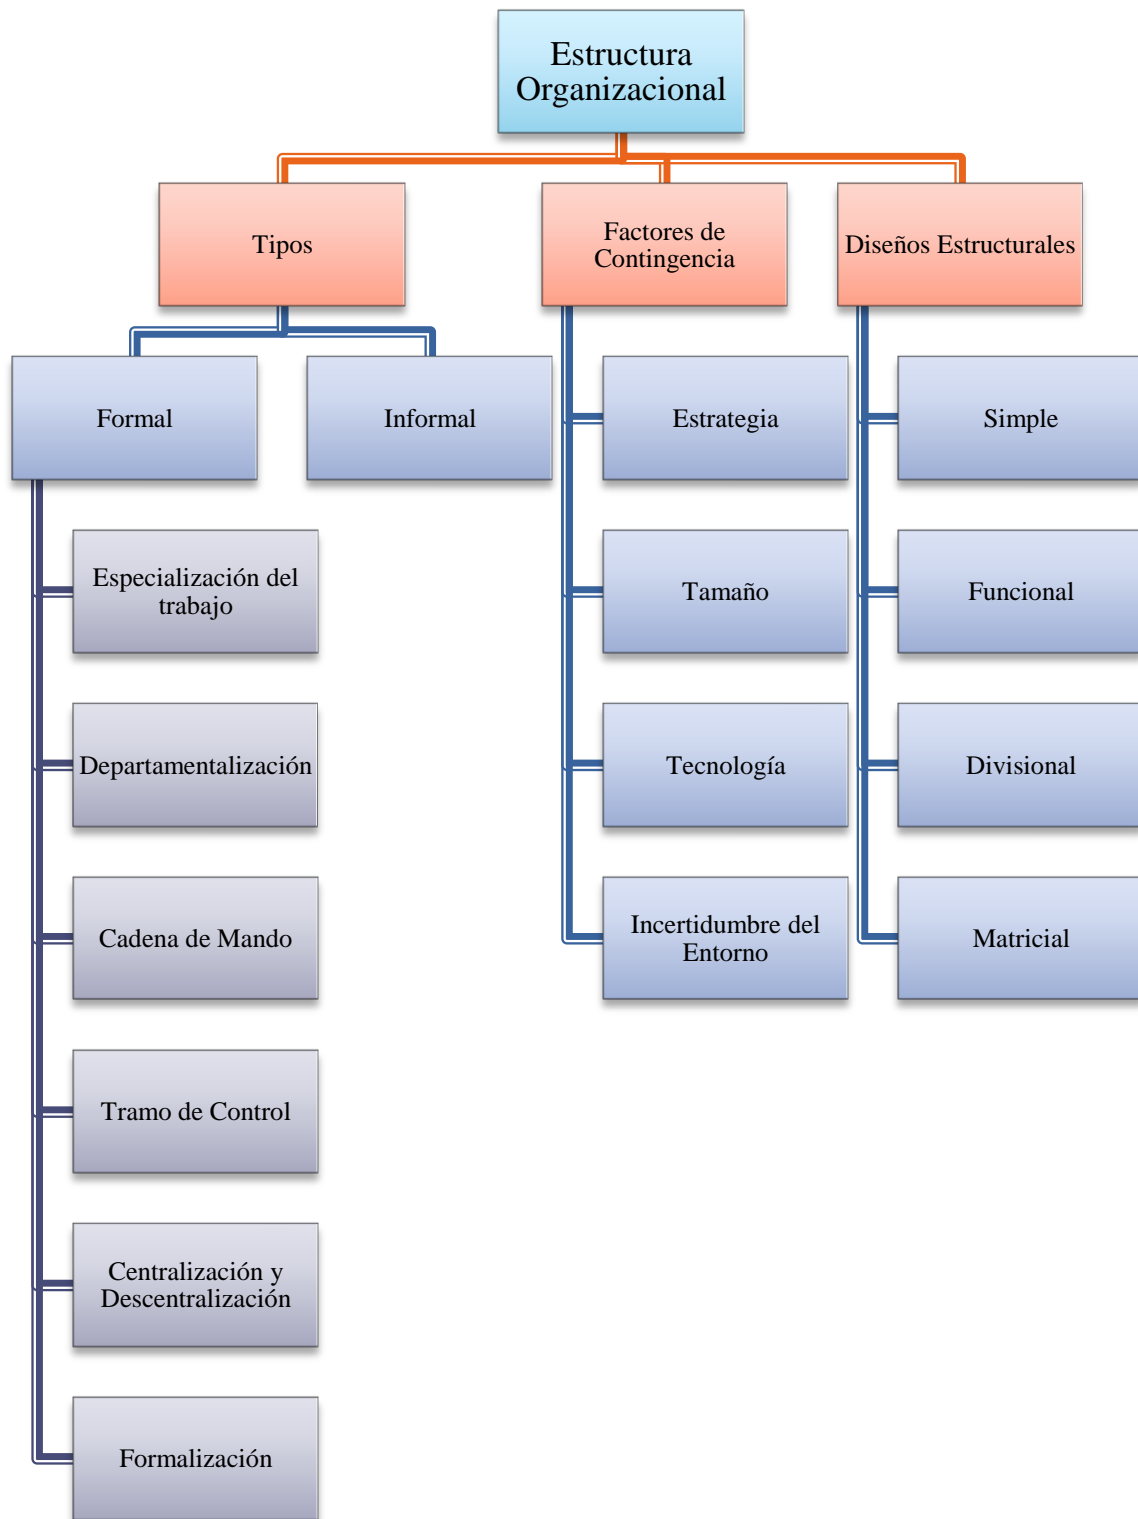 Estructura
Organizacional
Tipos
Factores de
Contingencia
Diseños Estructurales
Formal
Informal
Estrategia
Simple
Especialización del
trabajo
Tamaño
Funcional
Departamentalización
Tecnología
Divisional
Cadena de Mando
Incertidumbre del
Entorno
Matricial
Tramo de Control
Centralización y
Descentralización
Formalización